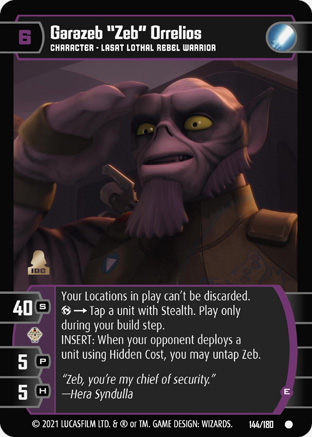 6
Garazeb "Zeb" Orrelios
CHARACTER - LASAT LOTHAL REBEL WARRIOR
IDC
40 S
5 P
5 H
Your Locations in play can't be discarded.
→ Tap a unit with Stealth. Play only
during your build step.
INSERT: When your opponent deploys a
unit using Hidden Cost, you may untap Zeb.
"Zeb, you're my chief of security."
—Hera Syndulla
E
© 2021 LUCASFILM LTD. & ® or TM. GAME DESIGN: WIZARDS. 144/180